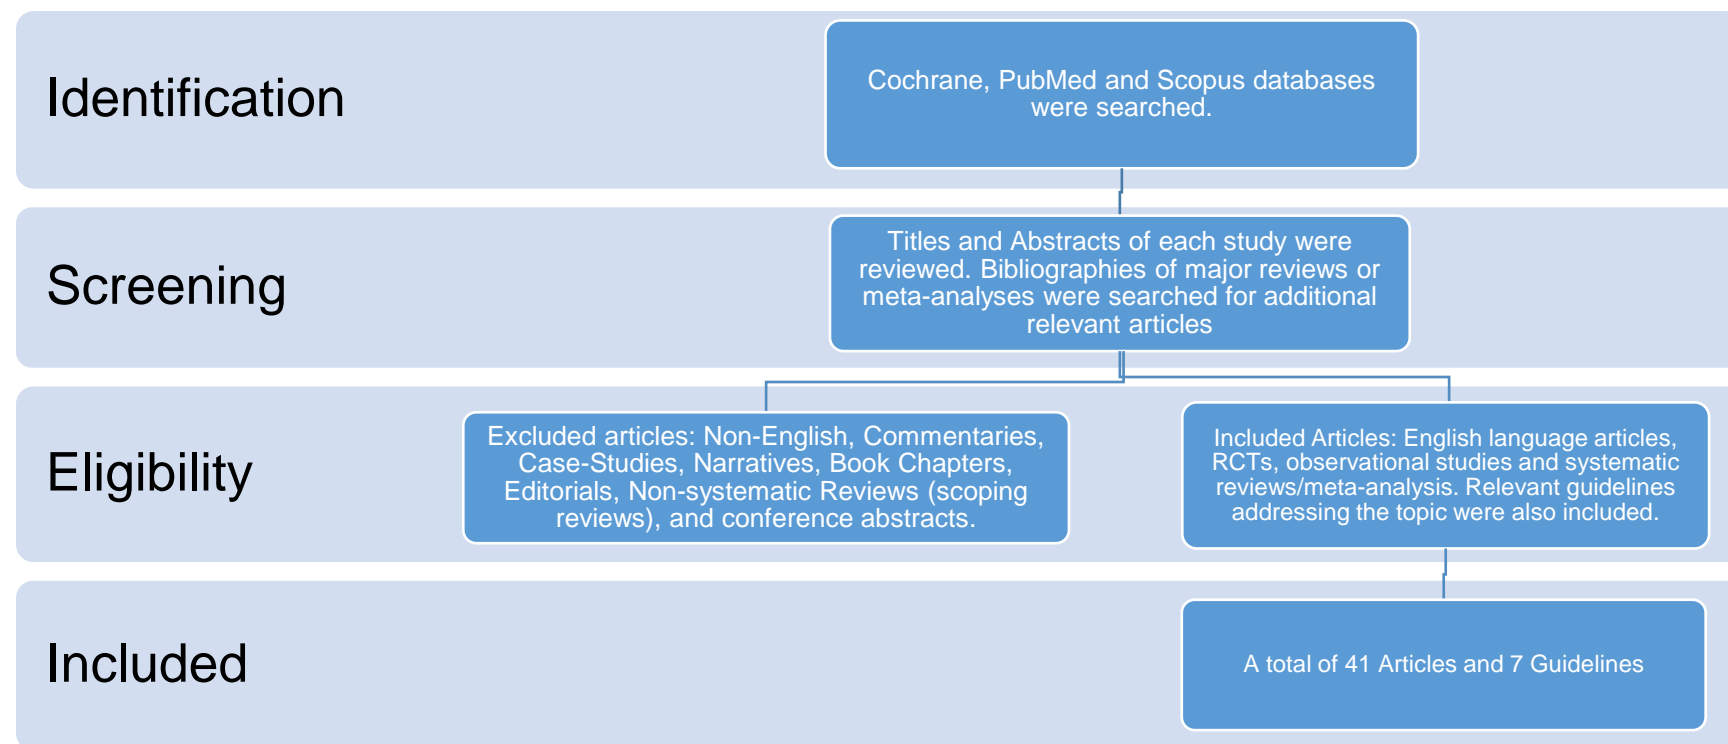 Identification
Cochrane, PubMed and Scopus databases
were searched.
Screening
Titles and Abstracts of each study were
reviewed. Bibliographies of major reviews or
meta-analyses were searched for additional
relevant articles
Eligibility
Excluded articles: Non-English, Commentaries,
Case-Studies, Narratives, Book Chapters,
Editorials, Non-systematic Reviews (scoping
reviews), and conference abstracts.
Included Articles: English language articles,
RCTs, observational studies and systematic
reviews/meta-analysis. Relevant guidelines
addressing the topic were also included.
Included
A total of 41 Articles and 7 Guidelines